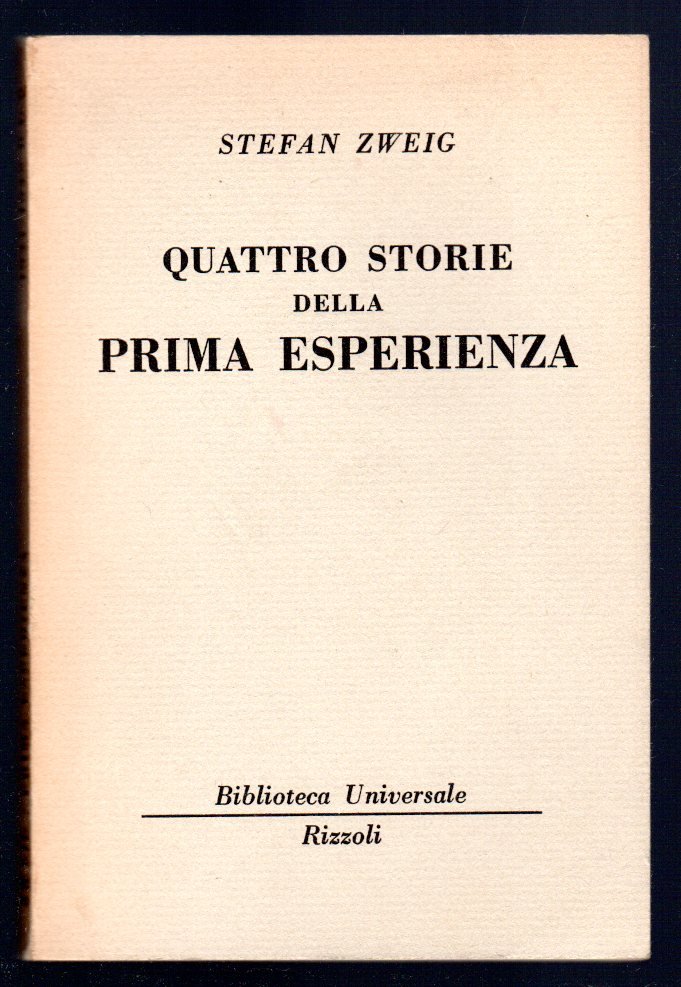 STEFAN ZWEIG
QUATTRO STORIE
DELLA
PRIMA ESPERIENZA
Biblioteca Universale
Rizzoli